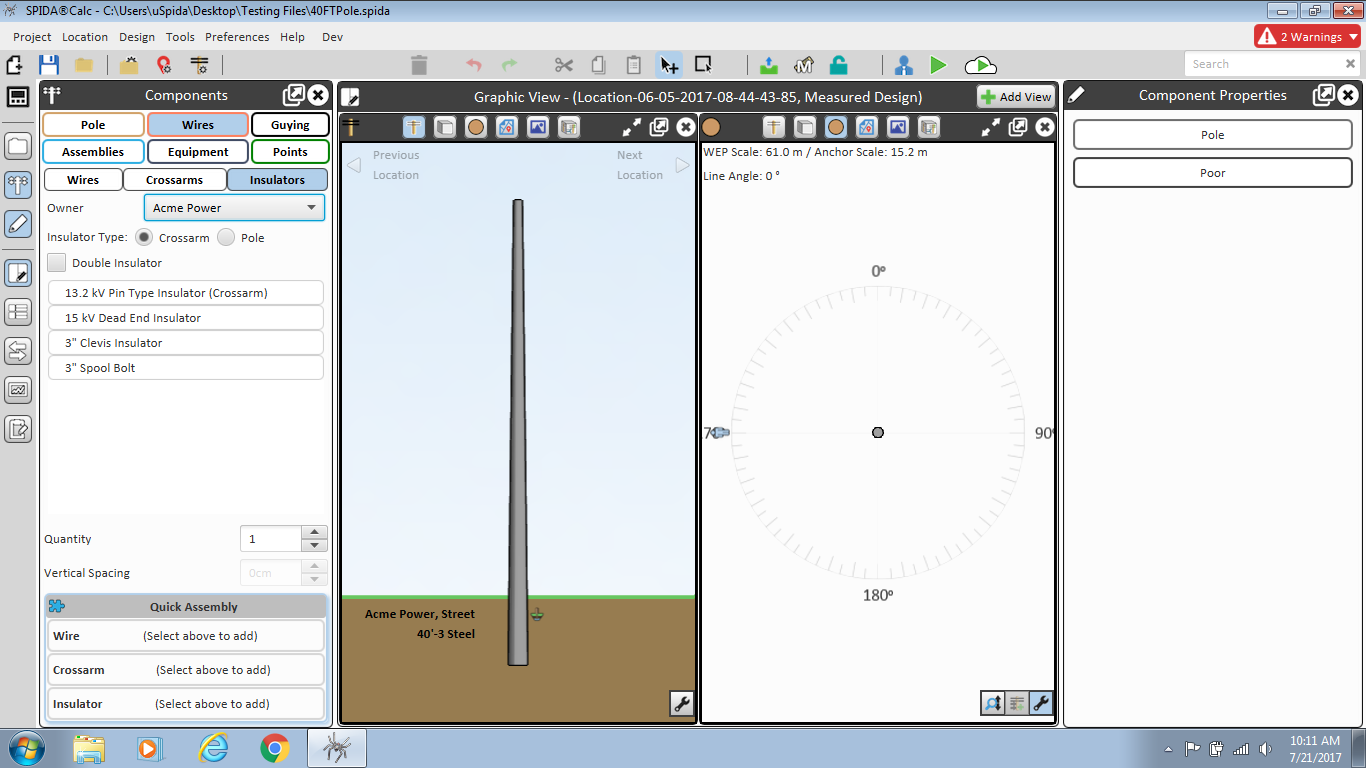 SPIDA®Calc - C:\Users\uSpida\Desktop\Testing Files\40FTPole.spida
Project Location Design Tools Preferences Help Dev
2 Warnings
Search
Components
Pole Wires Guying
Assemblies Equipment Points
Wires Crossarms Insulators
Owner Acme Power
Insulator Type: Crossarm Pole
Double Insulator
13.2 kV Pin Type Insulator (Crossarm)
15 kV Dead End Insulator
3" Clevis Insulator
3" Spool Bolt
Quantity 1
Vertical Spacing 0cm
Quick Assembly
Wire (Select above to add)
Crossarm (Select above to add)
Insulator (Select above to add)
Graphic View - (Location-06-05-2017-08-44-43-85, Measured Design)
Add View
Previous Location
Next Location
Acme Power, Street
40'-3 Steel
WEP Scale: 61.0 m / Anchor Scale: 15.2 m
Line Angle: 0 °
0º
90º
180º
Component Properties
Pole
Poor
10:11 AM
7/21/2017